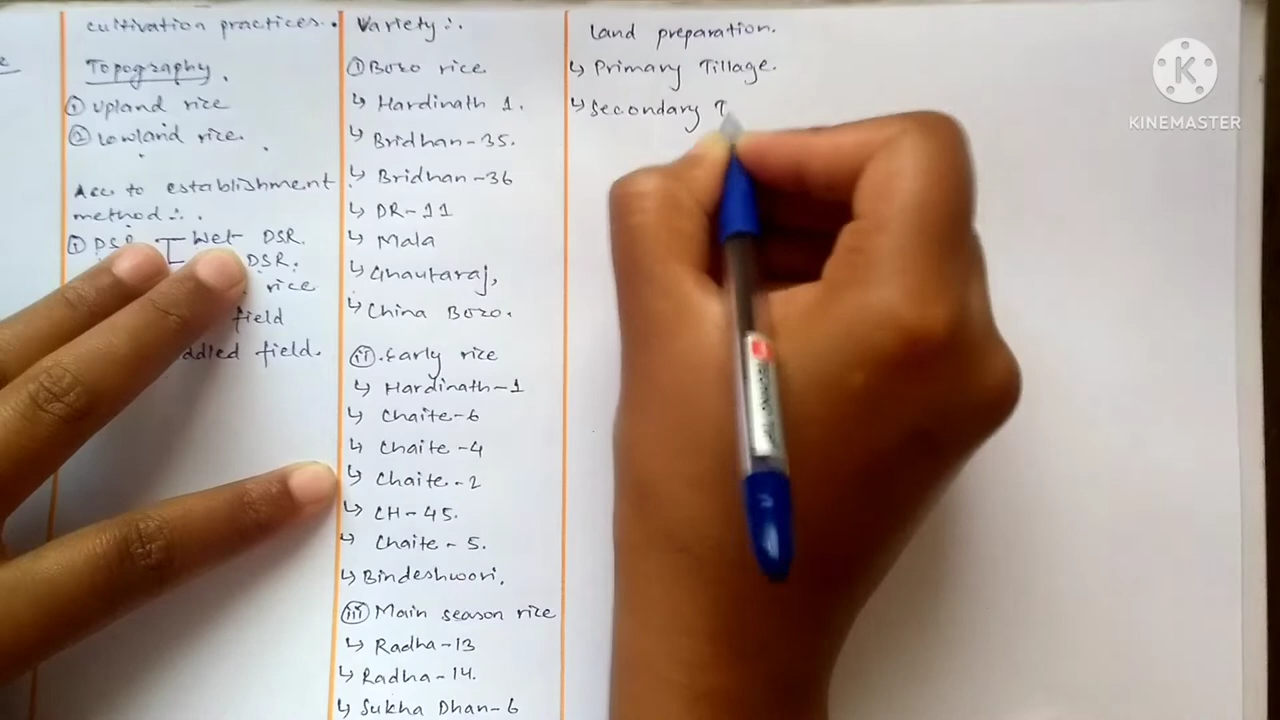 e
cultivation practices.
Topography.
① Upland rice
② Lowland rice.
Acc to establishment
method:.
① DSR Wet DSR.
DSR.
rice
field
ddled field.
Variety:.
① Boro rice
↳ Hardinath 1.
↳ Bridhan-35.
↳ Bridhan-36
↳ DR-11
↳ Mala
↳ Ghautaraj,
↳ China Boro.
ⅱ. Early rice
↳ Hardinath-1
↳ Chaite-6
↳ Chaite-4
↳ Chaite-2
↳ CH-45.
↳ Chaite-5.
↳ Bindeshwori,
ⅲ Main season rice
↳ Radha-13
↳ Radha-14.
↳ Sukha Dhan-6
Land preparation.
↳ Primary Tillage.
↳ Secondary T
KINEMASTER